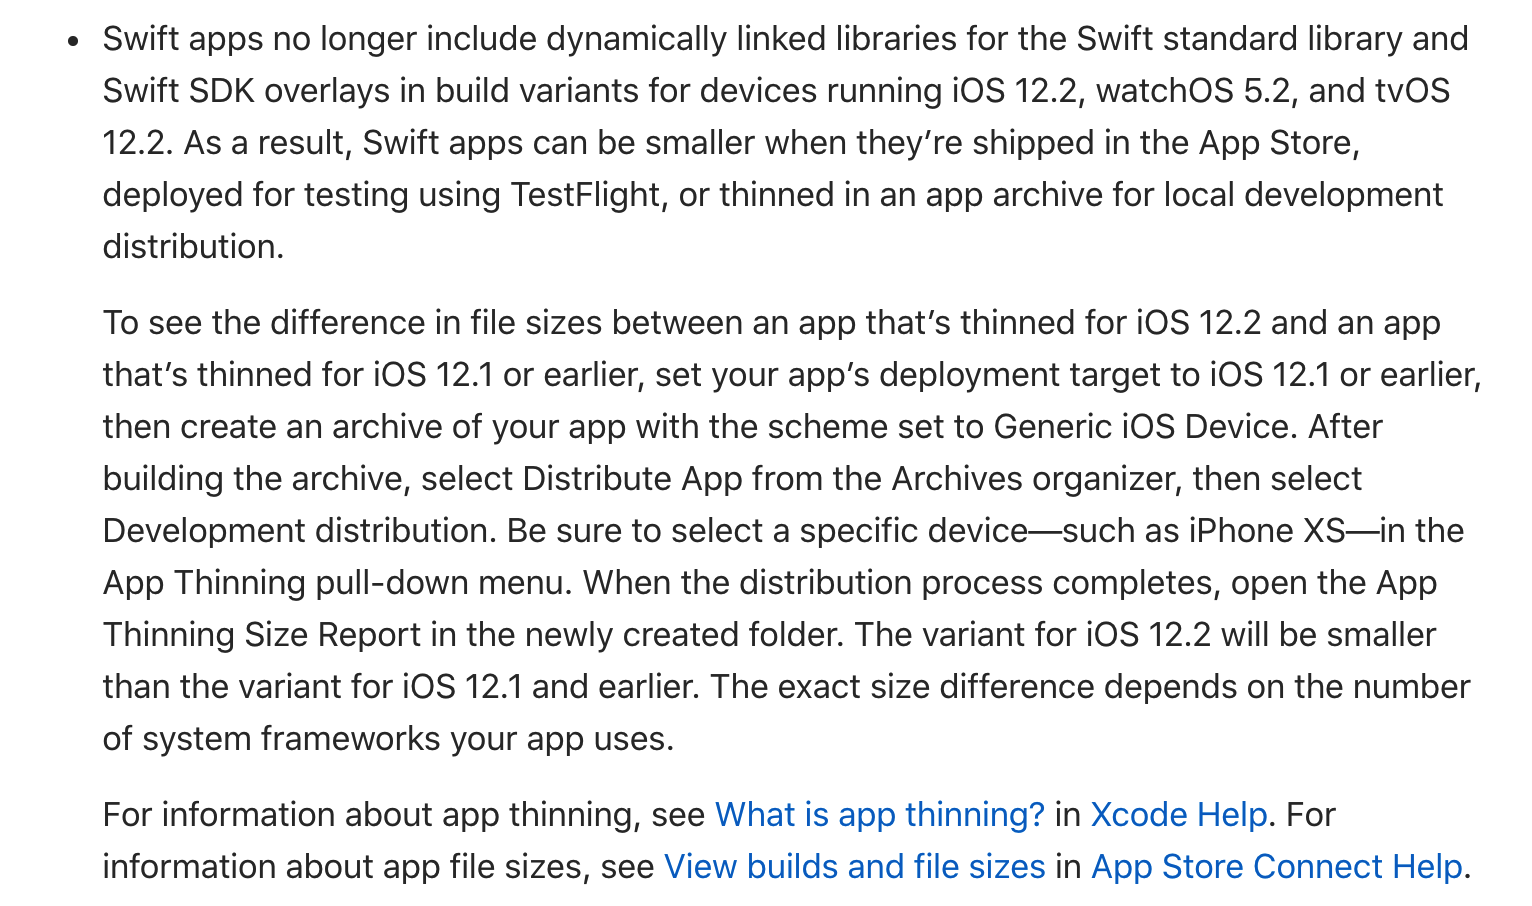 • Swift apps no longer include dynamically linked libraries for the Swift standard library and
Swift SDK overlays in build variants for devices running iOS 12.2, watchOS 5.2, and tvOS
12.2. As a result, Swift apps can be smaller when they’re shipped in the App Store,
deployed for testing using TestFlight, or thinned in an app archive for local development
distribution.
To see the difference in file sizes between an app that’s thinned for iOS 12.2 and an app
that’s thinned for iOS 12.1 or earlier, set your app’s deployment target to iOS 12.1 or earlier,
then create an archive of your app with the scheme set to Generic iOS Device. After
building the archive, select Distribute App from the Archives organizer, then select
Development distribution. Be sure to select a specific device—such as iPhone XS—in the
App Thinning pull-down menu. When the distribution process completes, open the App
Thinning Size Report in the newly created folder. The variant for iOS 12.2 will be smaller
than the variant for iOS 12.1 and earlier. The exact size difference depends on the number
of system frameworks your app uses.
For information about app thinning, see What is app thinning? in Xcode Help. For
information about app file sizes, see View builds and file sizes in App Store Connect Help.